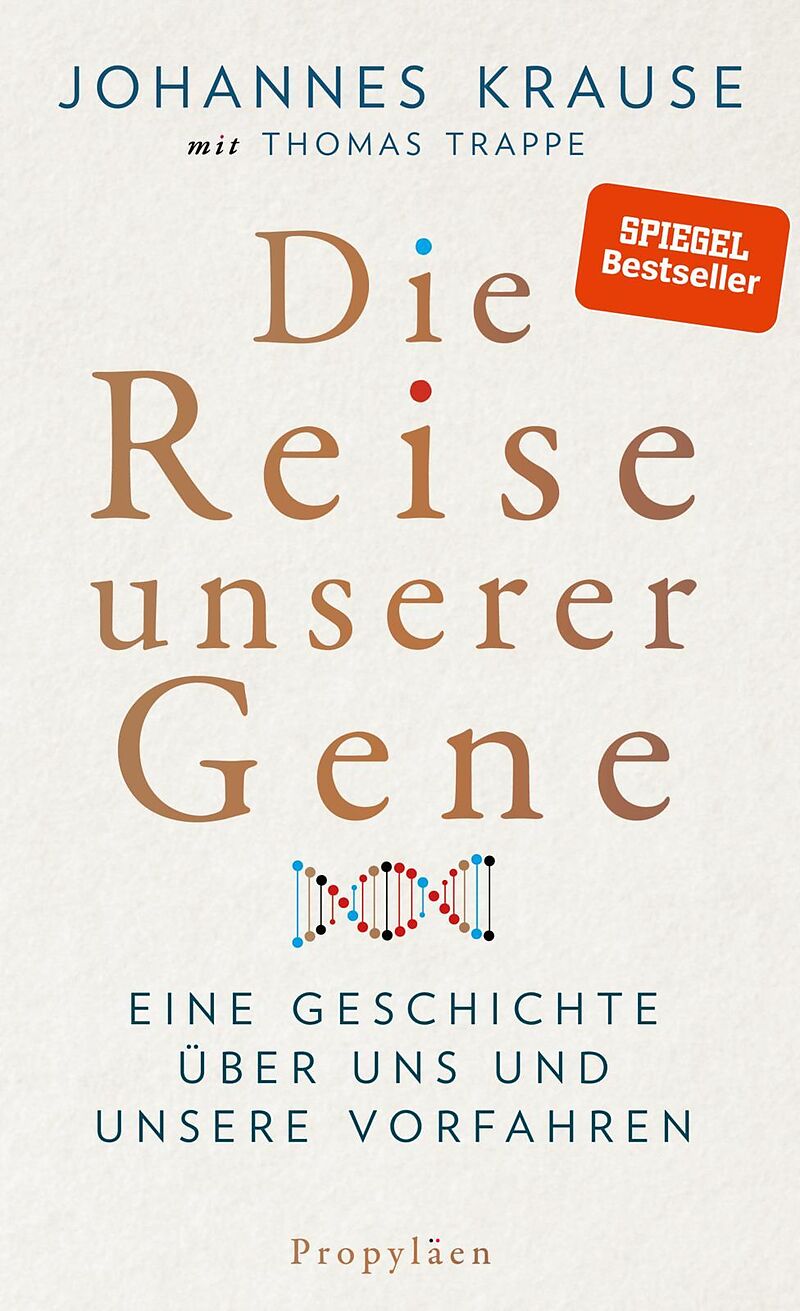 JOHANNES KRAUSE
mit THOMAS TRAPPE
SPIEGEL
Bestseller
Die
Reise
unserer
Gene
EINE GESCHICHTE
ÜBER UNS UND
UNSERE VORFAHREN
Propyläen